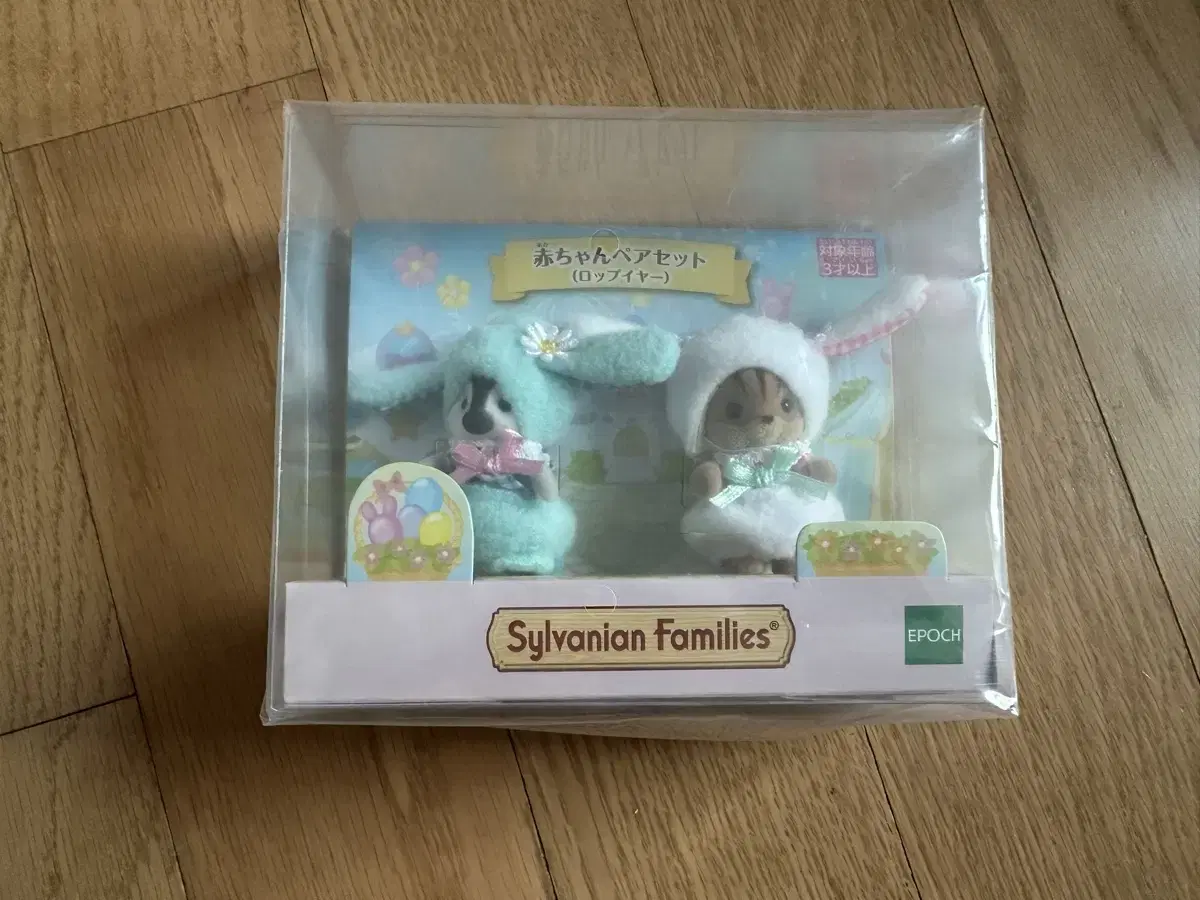 赤ちゃんペアセット
(ロップイヤー)
対象年齢
3才以上
Sylvanian Families®
EPOCH